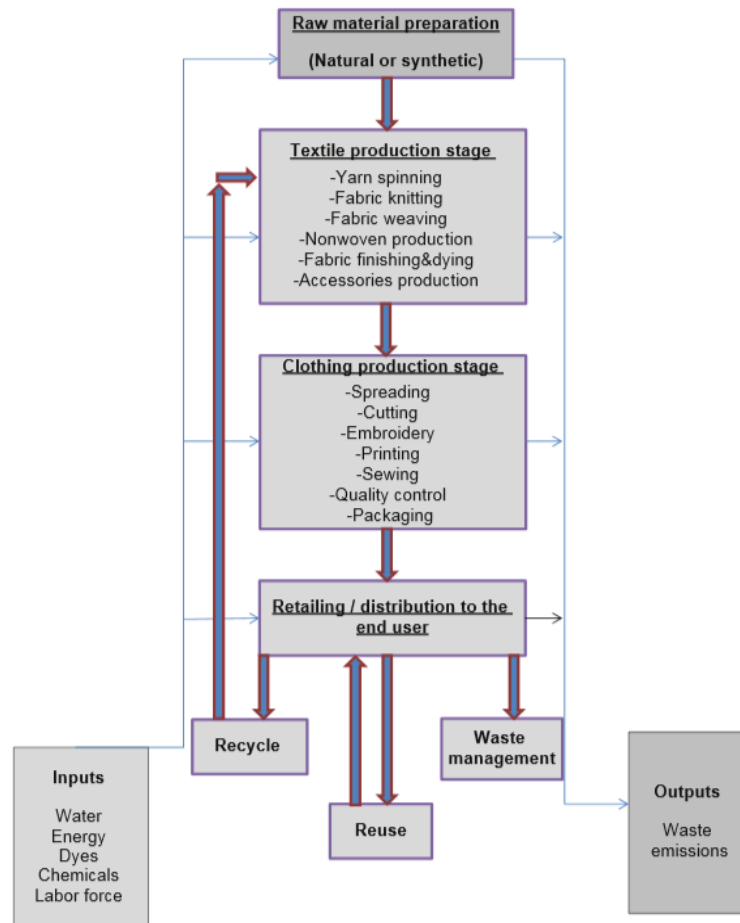 Raw material preparation
(Natural or synthetic)
Textile production stage
-Yarn spinning
-Fabric knitting
-Fabric weaving
-Nonwoven production
-Fabric finishing&dying
-Accessories production
Clothing production stage
-Spreading
-Cutting
-Embroidery
-Printing
-Sewing
-Quality control
-Packaging
Retailing / distribution to the
end user
Recycle
Waste
management
Reuse
Inputs
Water
Energy
Dyes
Chemicals
Labor force
Outputs
Waste
emissions